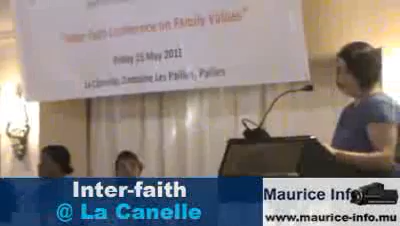 "Inter-faith Conference on Family Values"
Friday 15 May 2015
La Canelle, Domaine Les Pailles, Pailles
Inter-faith
@ La Canelle
Maurice Info
www.maurice-info.mu